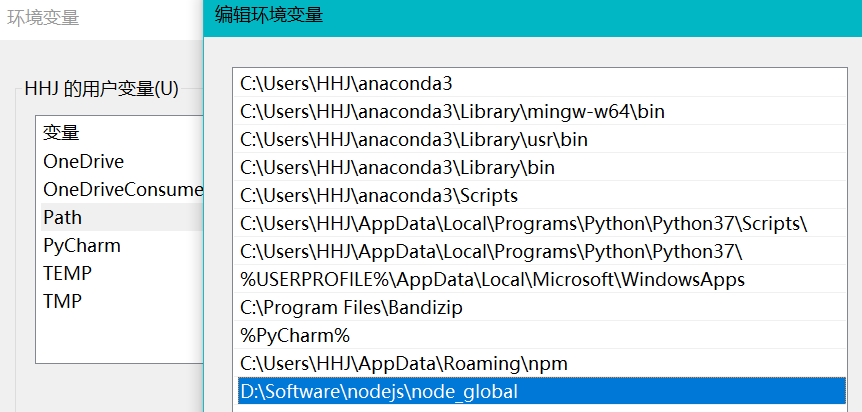 环境变量
编辑环境变量
HHJ 的用户变量(U)
变量
OneDrive
OneDriveConsume
Path
PyCharm
TEMP
TMP
C:\Users\HHJ\anaconda3
C:\Users\HHJ\anaconda3\Library\mingw-w64\bin
C:\Users\HHJ\anaconda3\Library\usr\bin
C:\Users\HHJ\anaconda3\Library\bin
C:\Users\HHJ\anaconda3\Scripts
C:\Users\HHJ\AppData\Local\Programs\Python\Python37\Scripts\
C:\Users\HHJ\AppData\Local\Programs\Python\Python37\
%USERPROFILE%\AppData\Local\Microsoft\WindowsApps
C:\Program Files\Bandizip
%PyCharm%
C:\Users\HHJ\AppData\Roaming\npm
D:\Software\nodejs\node_global